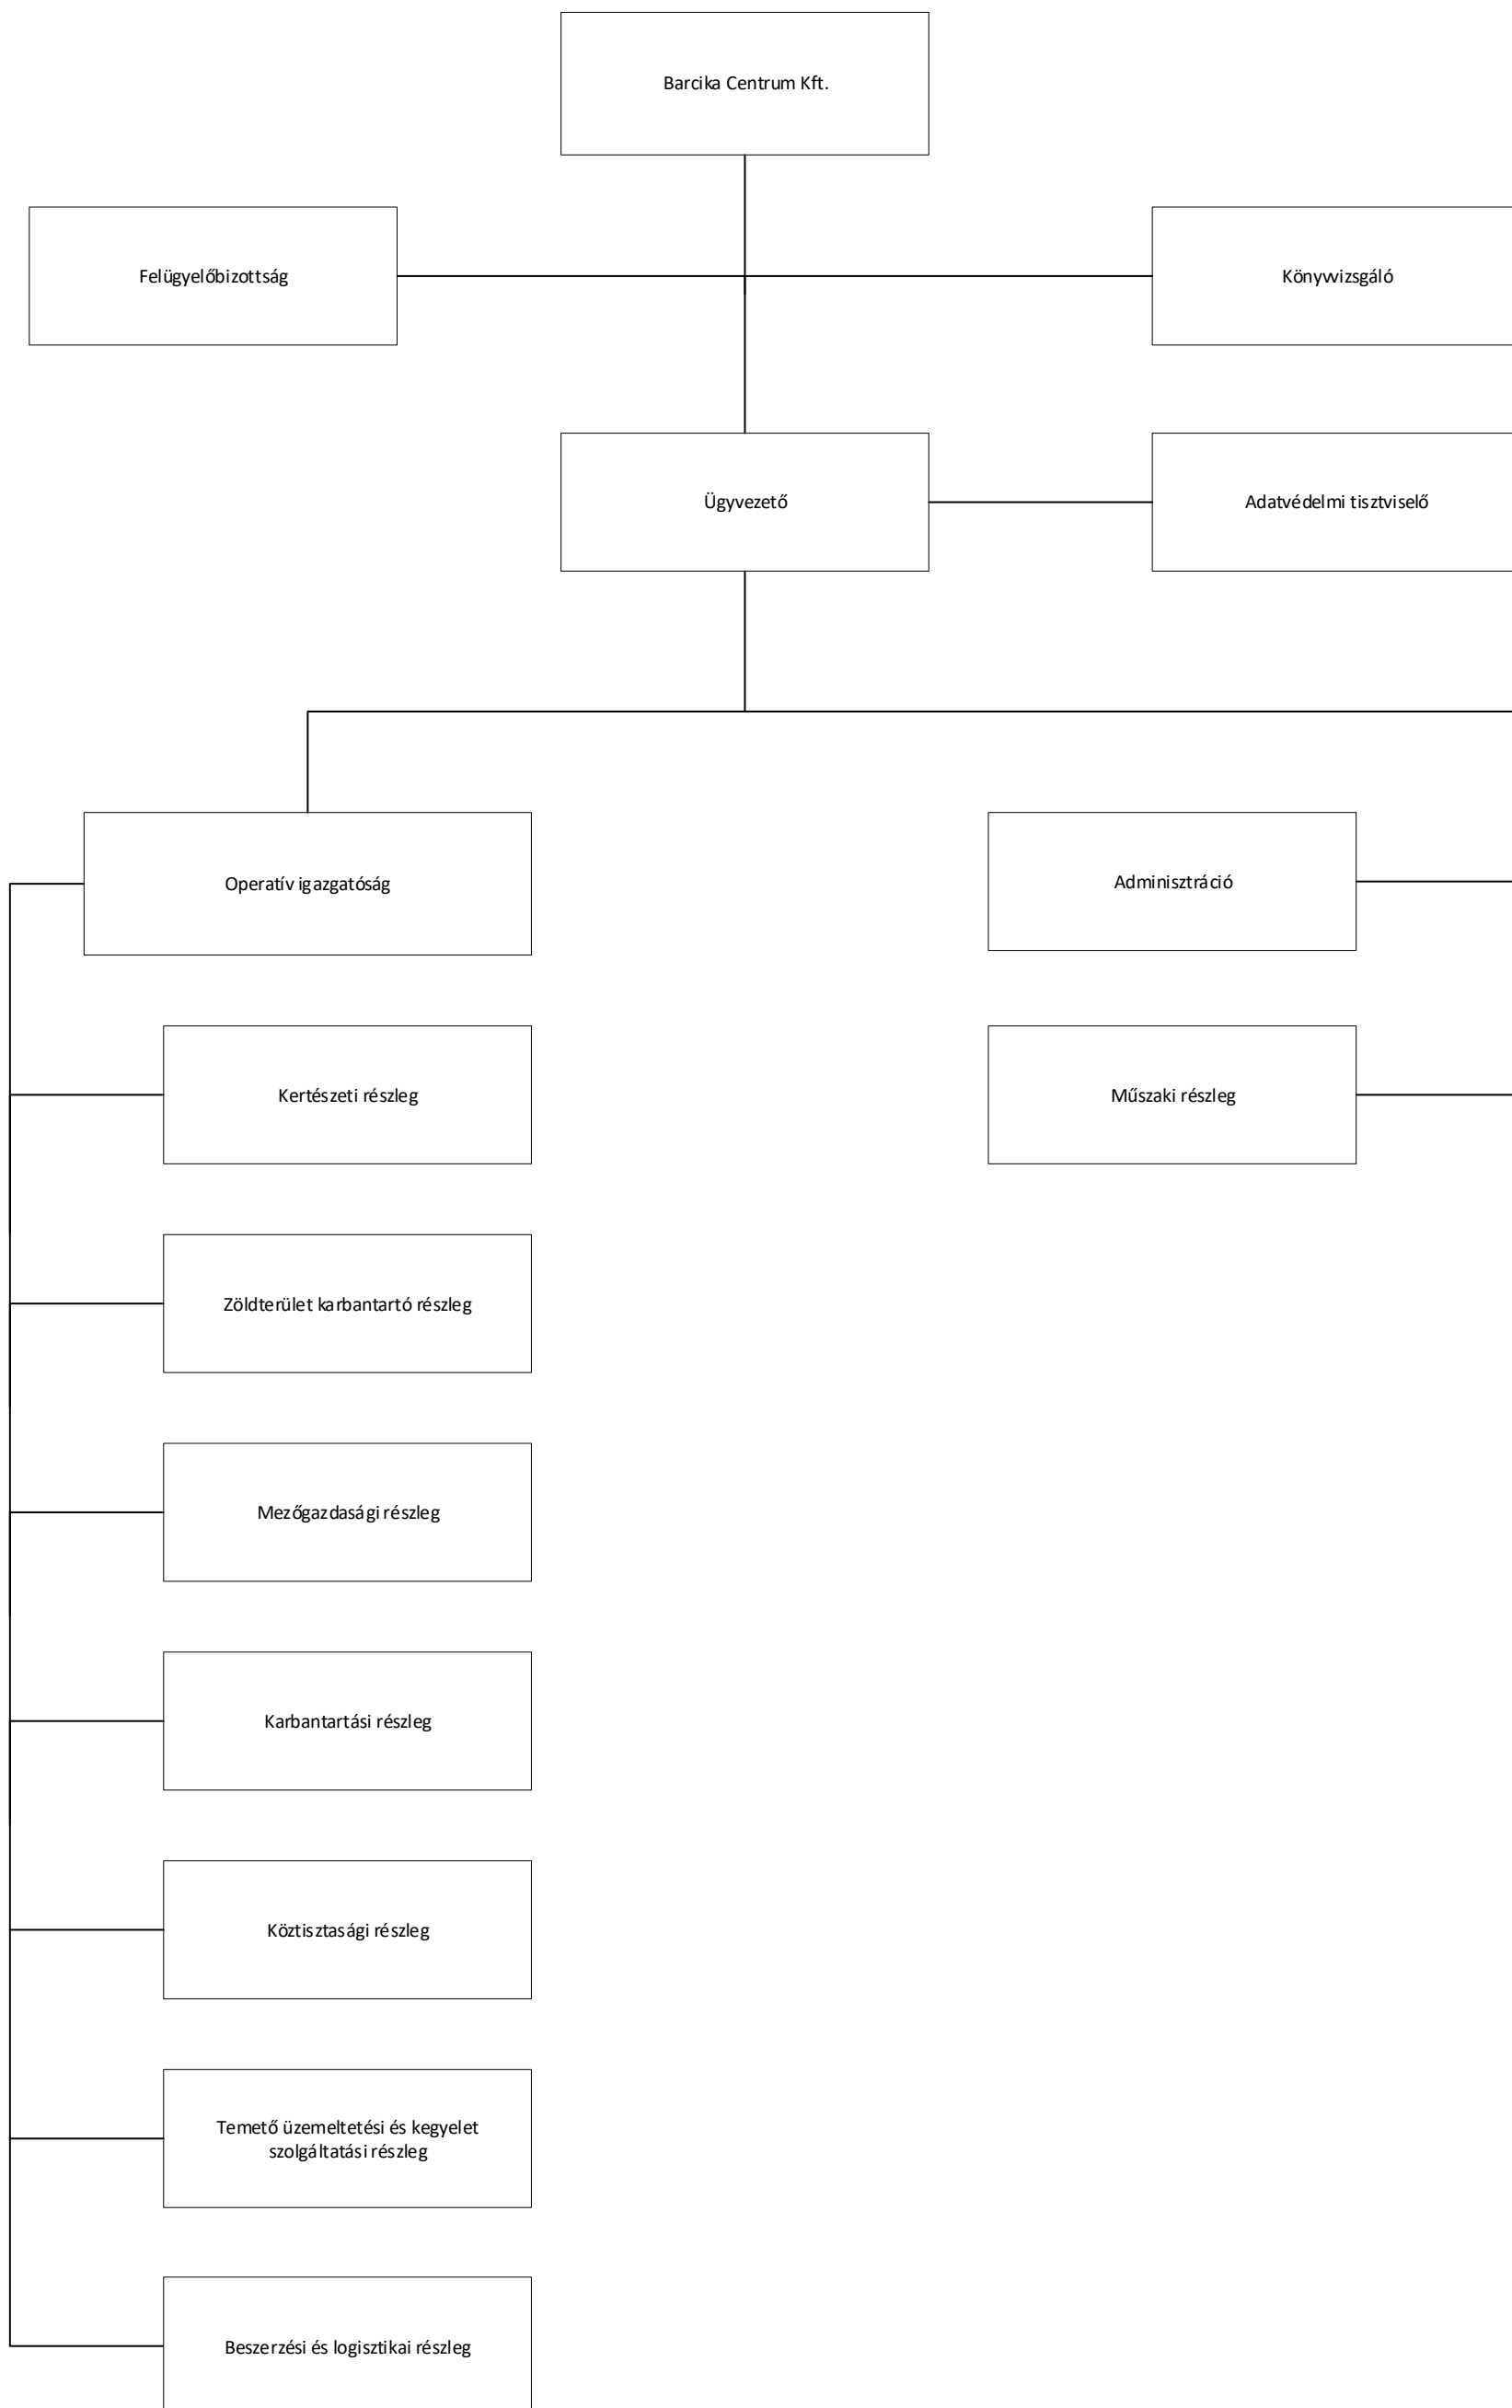 Barcika Centrum Kft.
Felügyelőbizottság
Könyvvizsgáló
Ügyvezető
Adatvédelmi tisztviselő
Operatív igazgatóság
Adminisztráció
Kertészeti részleg
Műszaki részleg
Zöldterület karbantartó részleg
Mezőgazdasági részleg
Karbantartási részleg
Köztisztasági részleg
Temető üzemeltetési és kegyelet
szolgáltatási részleg
Beszerzési és logisztikai részleg